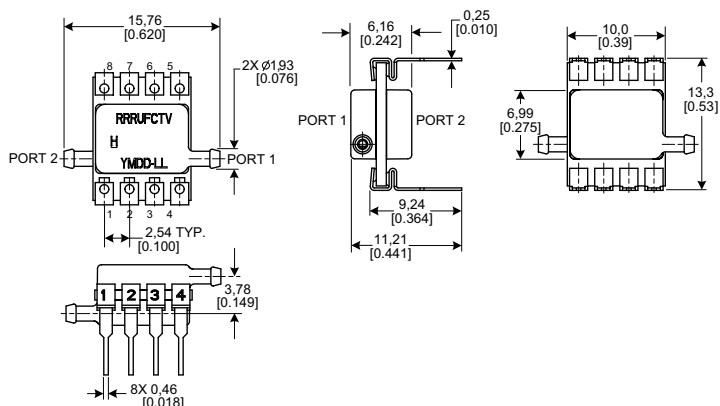 15,76
[0.620]
8 7 6 5
2X Ø1,93
[0.076]
RRRUFCTV
H
YMDD-LL
PORT 2
PORT 1
1 2 3 4
2,54 TYP.
[0.100]
6,16
[0.242]
0,25
[0.010]
PORT 1
PORT 2
9,24
[0.364]
11,21
[0.441]
10,0
[0.39]
6,99
[0.275]
13,3
[0.53]
1 2 3 4
3,78
[0.149]
8X 0,46
[0.018]